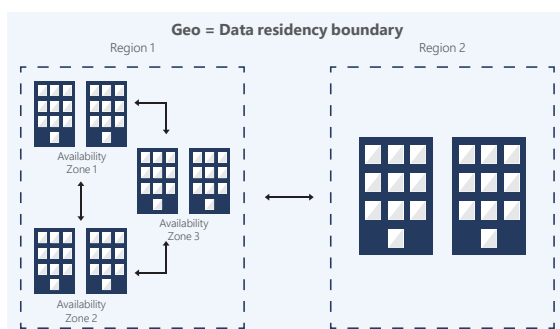 Geo = Data residency boundary
Region 1
Region 2
Availability
Zone 1
Availability
Zone 3
Availability
Zone 2